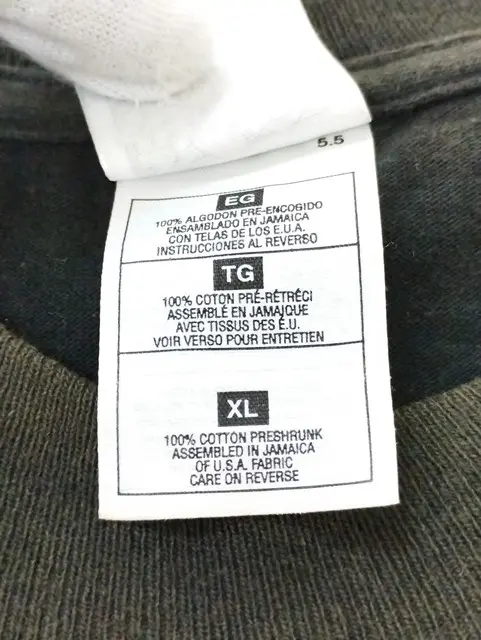 5.5
EG
100% ALGODON PRE-ENCOGIDO
ENSAMBLADO EN JAMAICA
CON TELAS DE LOS E.U.A.
INSTRUCCIONES AL REVERSO
TG
100% COTON PRÉ-RÉTRÉCI
ASSEMBLÉ EN JAMAÏQUE
AVEC TISSUS DES É.U.
VOIR VERSO POUR ENTRETIEN
XL
100% COTTON PRESHRUNK
ASSEMBLED IN JAMAICA
OF U.S.A. FABRIC
CARE ON REVERSE